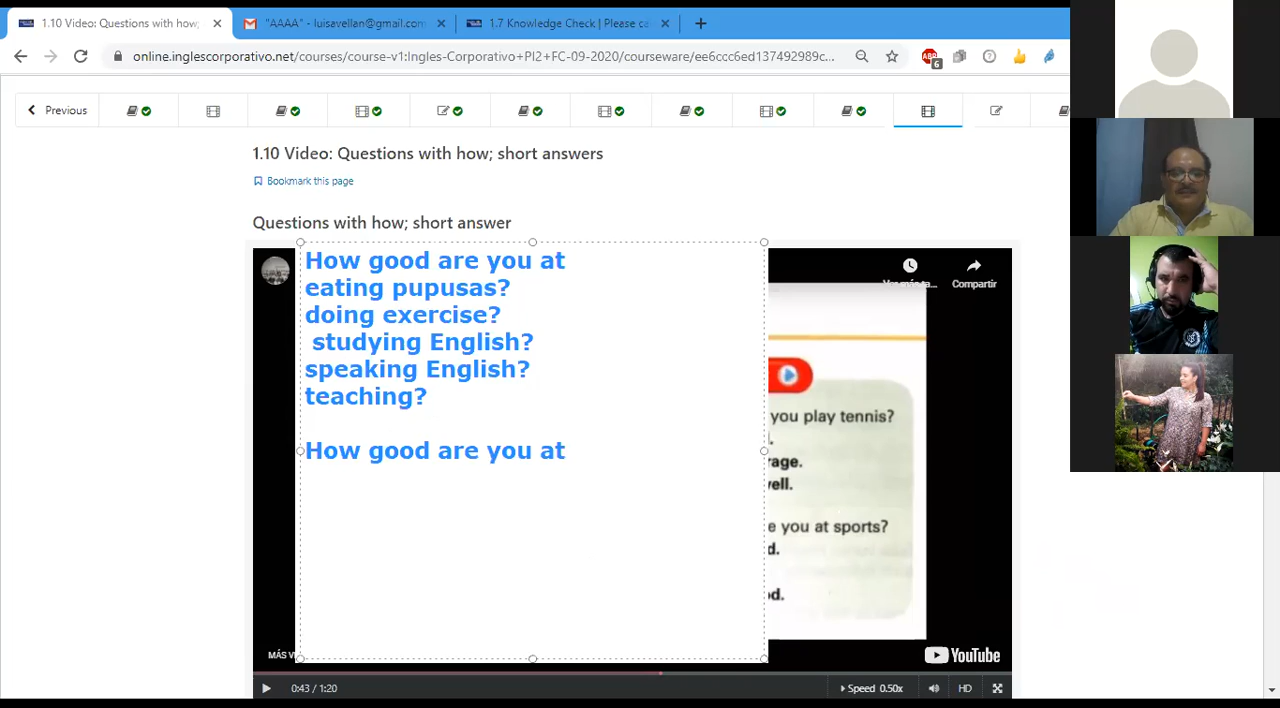 1.10 Video: Questions with how;
"AAAA" - luisavellan@gmail.com
1.7 Knowledge Check | Please ca
online.inglescorporativo.net/courses/course-v1:Ingles-Corporativo+PI2+FC-09-2020/courseware/ee6ccc6ed137492989c...
6
Previous
1.10 Video: Questions with how; short answers
Bookmark this page
Questions with how; short answer
How good are you at
eating pupusas?
doing exercise?
studying English?
speaking English?
teaching?
How good are you at
Compartir
you play tennis?
l.
rage.
vell.
e you at sports?
d.
od.
MÁS V
YouTube
0:43 / 1:20
Speed 0.50x
HD